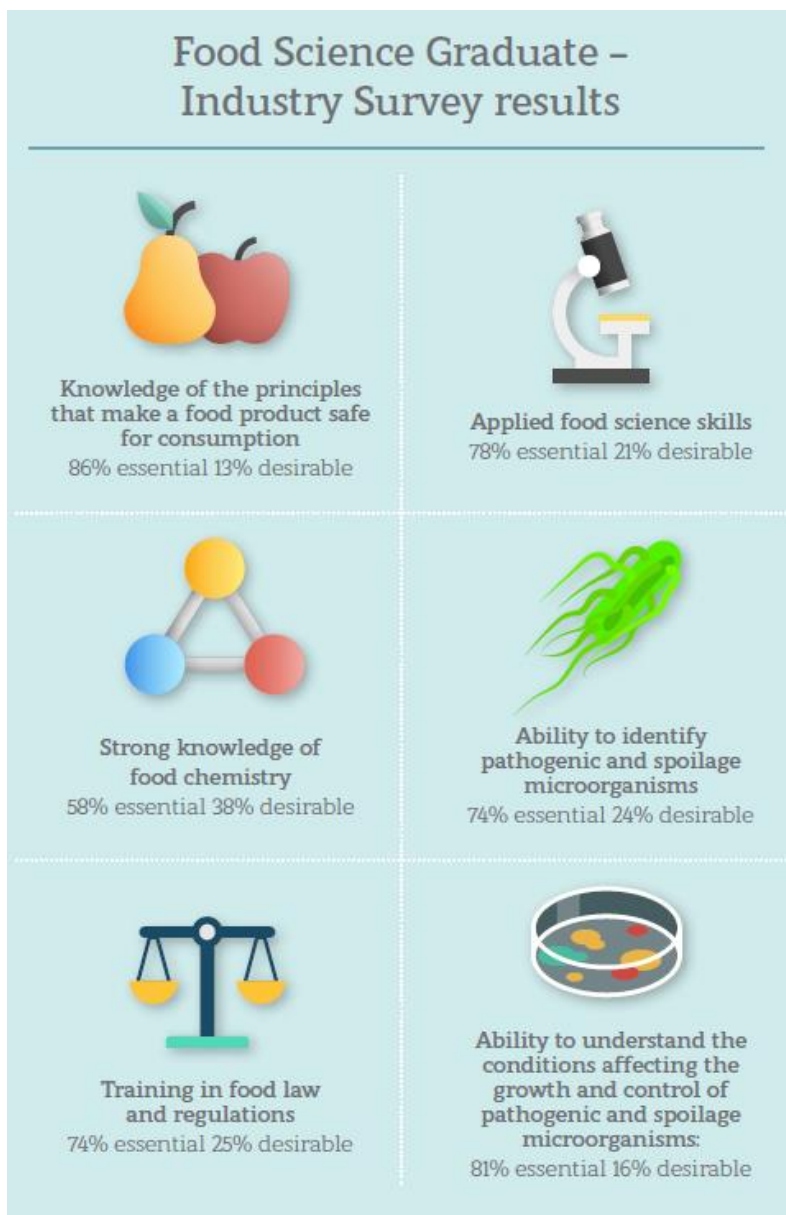 Food Science Graduate –
Industry Survey results
Knowledge of the principles
that make a food product safe
for consumption
86% essential 13% desirable
Applied food science skills
78% essential 21% desirable
Strong knowledge of
food chemistry
58% essential 38% desirable
Ability to identify
pathogenic and spoilage
microorganisms
74% essential 24% desirable
Training in food law
and regulations
74% essential 25% desirable
Ability to understand the
conditions affecting the
growth and control of
pathogenic and spoilage
microorganisms:
81% essential 16% desirable